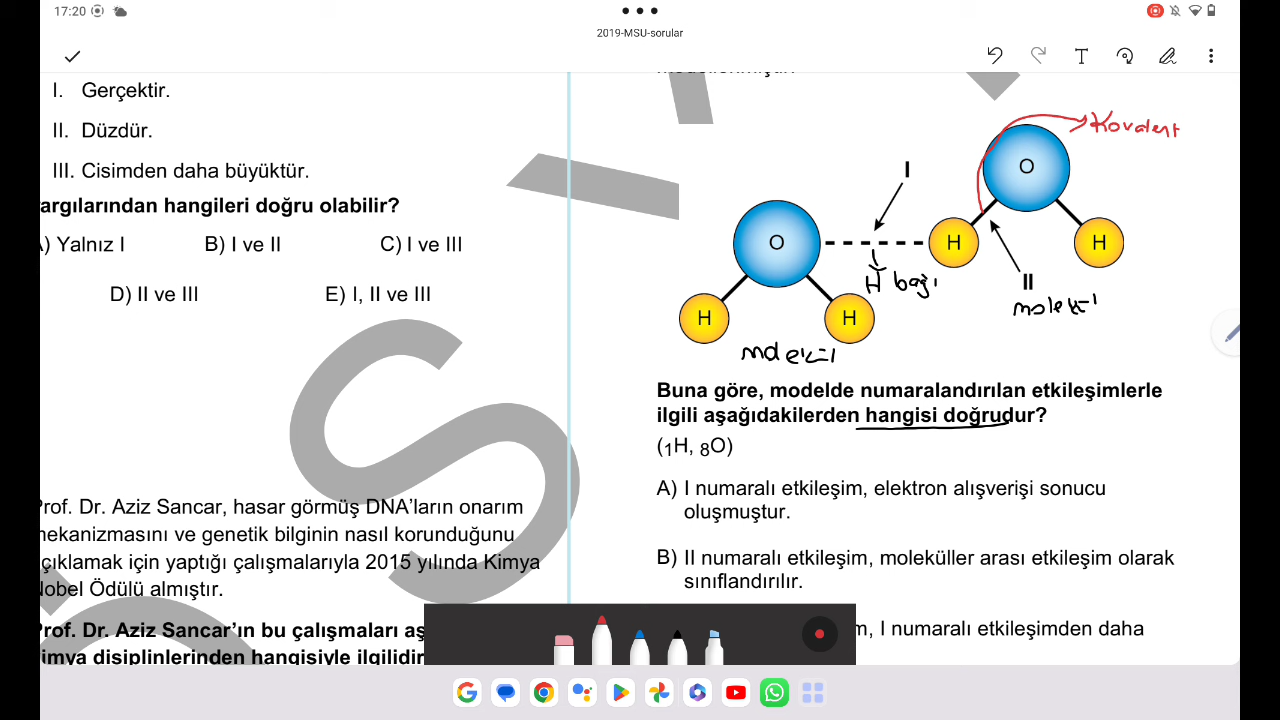 17:20
2019-MSU-sorular
I. Gerçektir.
II. Düzdür.
III. Cisimden daha büyüktür.
argılarından hangileri doğru olabilir?
) Yalnız I B) I ve II C) I ve III
D) II ve III E) I, II ve III
Prof. Dr. Aziz Sancar, hasar görmüş DNA'ların onarım
mekanizmasını ve genetik bilginin nasıl korunduğunu
çıklamak için yaptığı çalışmalarıyla 2015 yılında Kimya
Nobel Ödülü almıştır.
Prof. Dr. Aziz Sancar'ın bu çalışmaları aş
imya disiplinlerinden hangisiyle ilgilidir
Kovalent
O
I
O
H
H
H bağı
II
molekül
H
H
molekül
Buna göre, modelde numaralandırılan etkileşimlerle
ilgili aşağıdakilerden hangisi doğrudur?
(₁H, ₈O)
A) I numaralı etkileşim, elektron alışverişi sonucu
oluşmuştur.
B) II numaralı etkileşim, moleküller arası etkileşim olarak
sınıflandırılır.
m, I numaralı etkileşimden daha